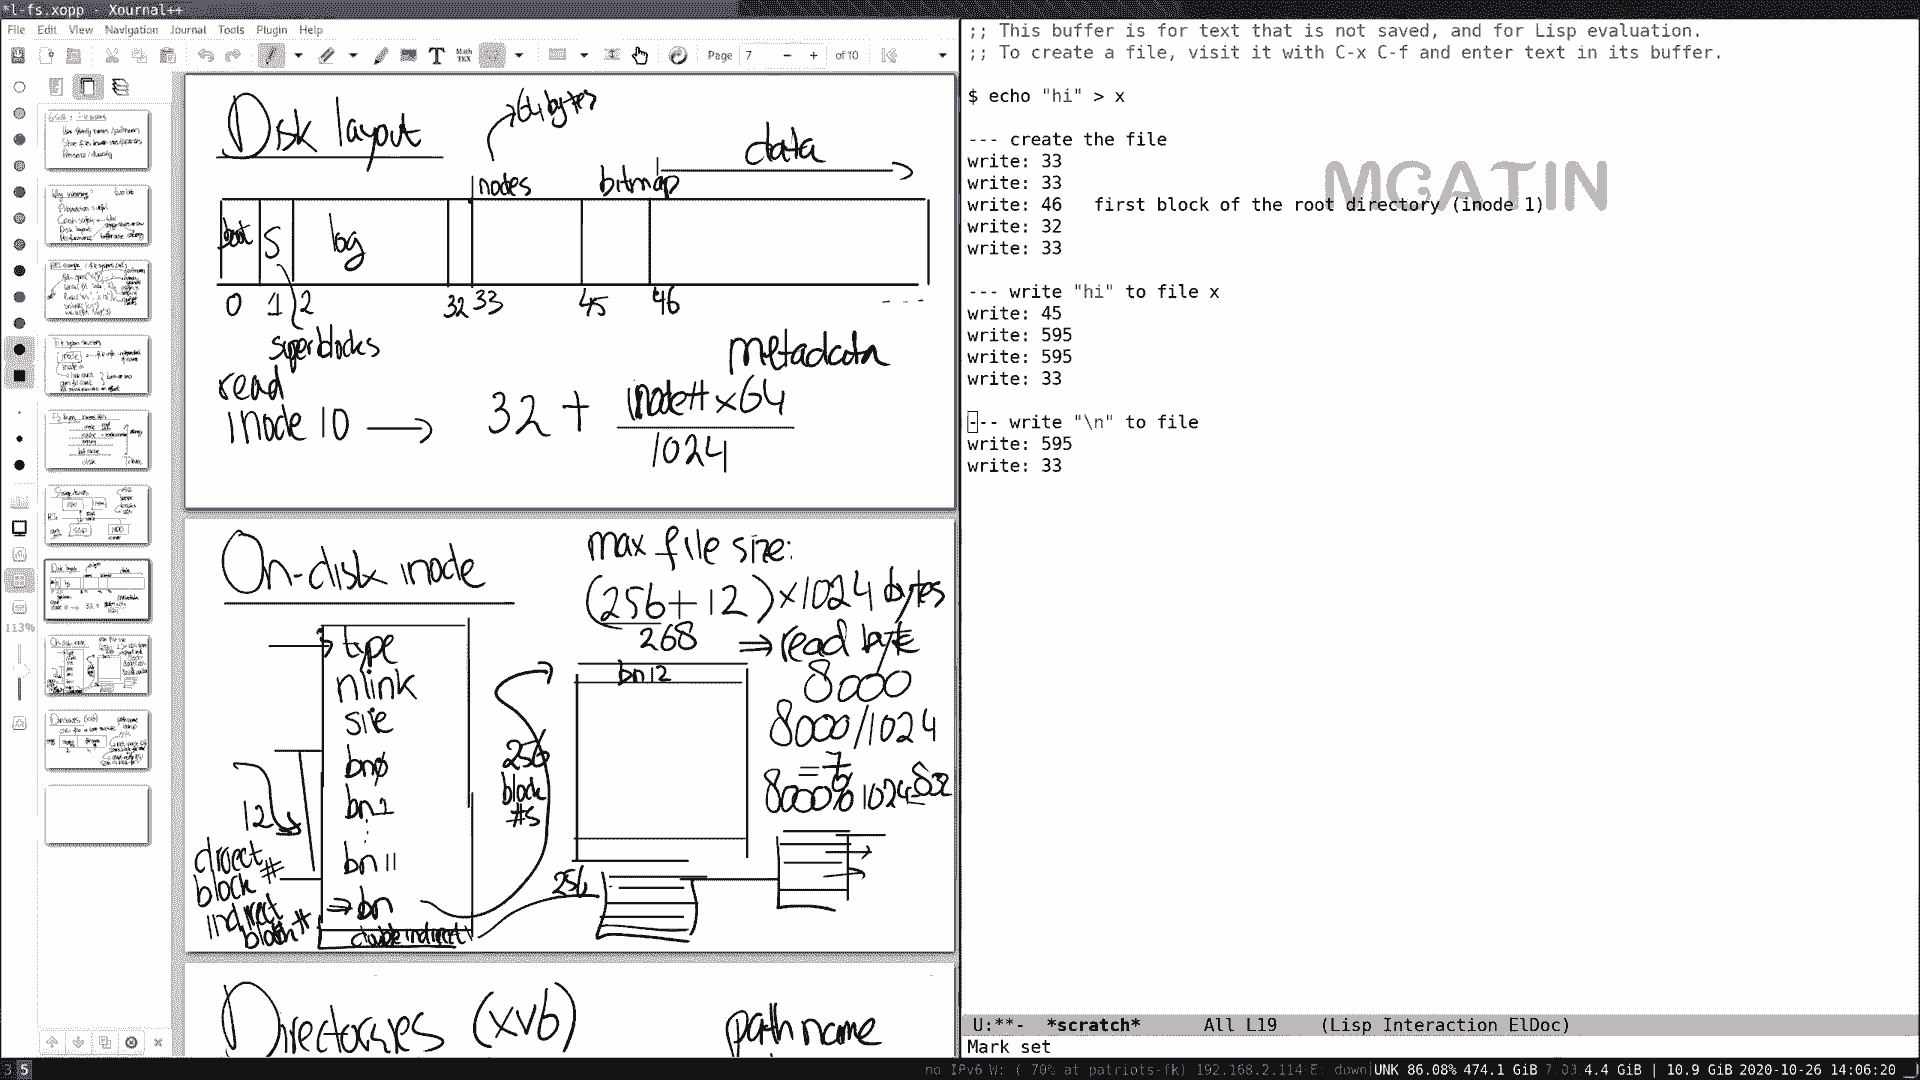 *l-fs.xopp - Xournal++
File Edit View Navigation Journal Tools Plugin Help
Page 7 of 10
113%
Disk layout
64 bytes
inodes
bitmap
data
boot
S
log
0 1 2 32 33 45 46 ----
superblocks
metadata
read
inode 10
32 + inode# x 64
1024
On-disk inode
max file size:
(256+12) x 1024 bytes
268
⇒ read byte
8000
8000/1024
= 7
8000%1024=832
type
nlink
size
bn0
bn1
bn11
bn
double indirect
12
direct
block #
indirect
block #
256
block
#s
bn12
256
Directories (xv6)
pathname
;; This buffer is for text that is not saved, and for Lisp evaluation.
;; To create a file, visit it with C-x C-f and enter text in its buffer.
$ echo "hi" > x
--- create the file
write: 33
write: 33
write: 46 first block of the root directory (inode 1)
write: 32
write: 33
MGATIN
--- write "hi" to file x
write: 45
write: 595
write: 595
write: 33
--- write "\n" to file
write: 595
write: 33
U:**- *scratch* All L19 (Lisp Interaction ElDoc)
Mark set
3 5
no IPv6 W: ( 70% at patriots-fk) 192.168.2.114 E: down|UNK 86.08% 474.1 GiB 4.4 GiB | 10.9 GiB 2020-10-26 14:06:20